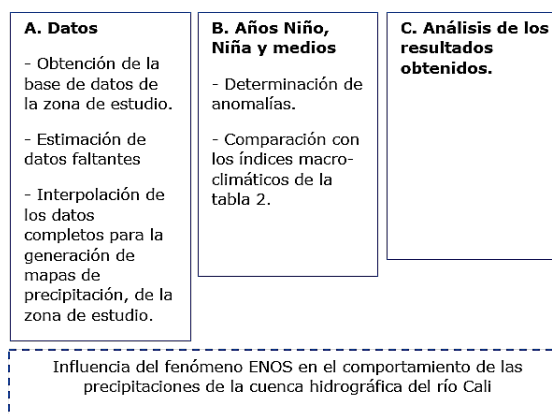 A. Datos
- Obtención de la
base de datos de
la zona de estudio.
- Estimación de
datos faltantes
- Interpolación de
los datos
completos para la
generación de
mapas de
precipitación, de la
zona de estudio.
B. Años Niño,
Niña y medios
- Determinación de
anomalías.
- Comparación con
los índices macro-
climáticos de la
tabla 2.
C. Análisis de los
resultados
obtenidos.
Influencia del fenómeno ENOS en el comportamiento de las
precipitaciones de la cuenca hidrográfica del río Cali